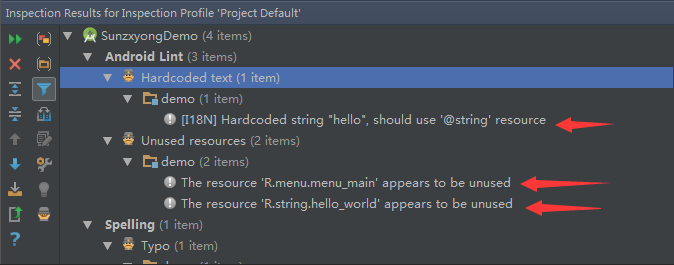 Inspection Results for Inspection Profile 'Project Default'
SunzxyongDemo (4 items)
Android Lint (3 items)
Hardcoded text (1 item)
demo (1 item)
[I18N] Hardcoded string "hello", should use '@string' resource
Unused resources (2 items)
demo (2 items)
The resource 'R.menu.menu_main' appears to be unused
The resource 'R.string.hello_world' appears to be unused
Spelling (1 item)
Typo (1 item)